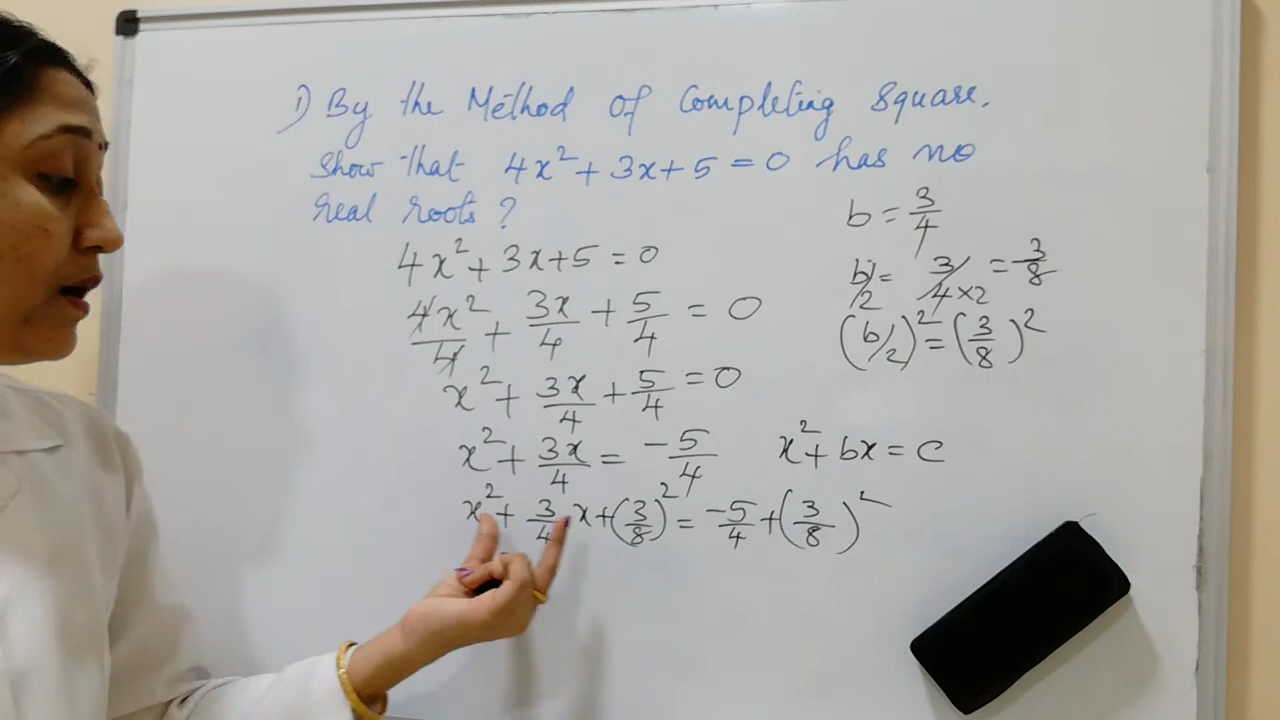 1) By the Method of Completing Square.
Show that 4x² + 3x + 5 = 0 has no
real roots?
4x² + 3x + 5 = 0
4x²/4 + 3x/4 + 5/4 = 0
x² + 3x/4 + 5/4 = 0
x² + 3x/4 = -5/4
x² + 3/4 x + (3/8)² = -5/4 + (3/8)²
b = 3/4
b/2 = 3/4×2 = 3/8
(b/2)² = (3/8)²
x² + bx = c